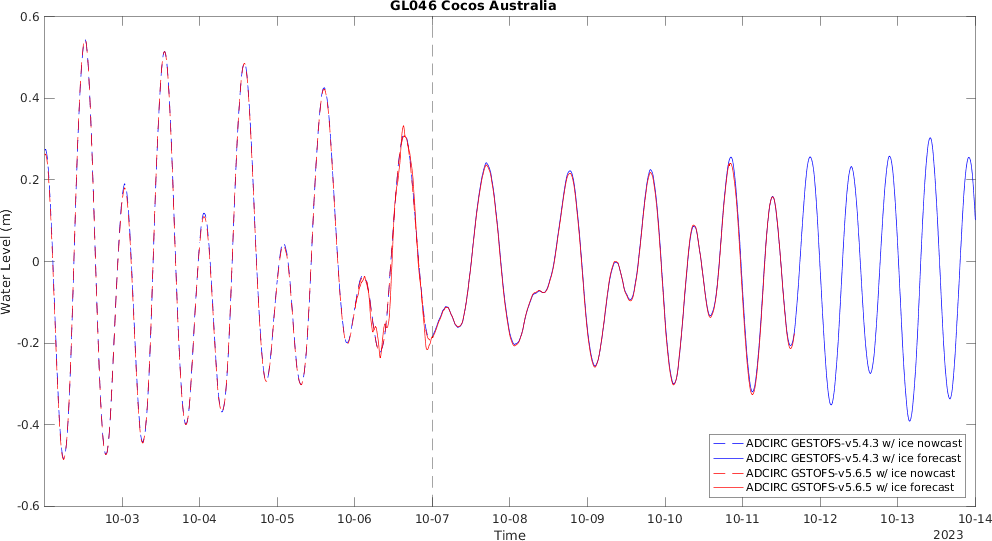 GL046 Cocos Australia
0.6
0.4
0.2
0
-0.2
-0.4
-0.6
Water Level (m)
ADCIRC GESTOFS-v5.4.3 w/ ice nowcast
ADCIRC GESTOFS-v5.4.3 w/ ice forecast
ADCIRC GSTOFS-v5.6.5 w/ ice nowcast
ADCIRC GSTOFS-v5.6.5 w/ ice forecast
10-03 10-04 10-05 10-06 10-07 10-08 10-09 10-10 10-11 10-12 10-13 10-14
Time
2023